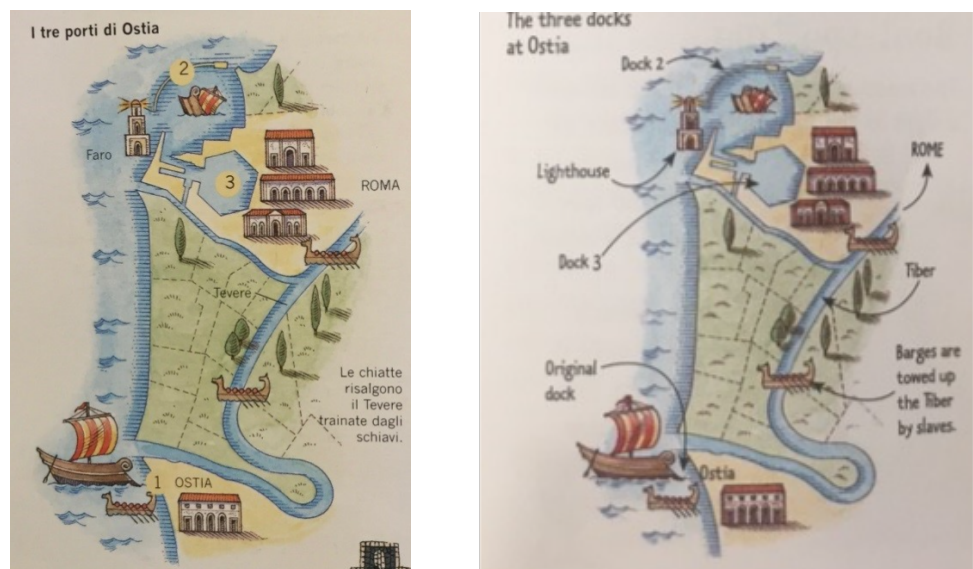 I tre porti di Ostia
2
Faro
3
ROMA
Tevere
Le chiatte
risalgono
il Tevere
trainate dagli
schiavi.
1 OSTIA
The three docks
at Ostia
Dock 2
ROME
Lighthouse
Dock 3
Tiber
Original
dock
Barges are
towed up
the Tiber
by slaves.
Ostia